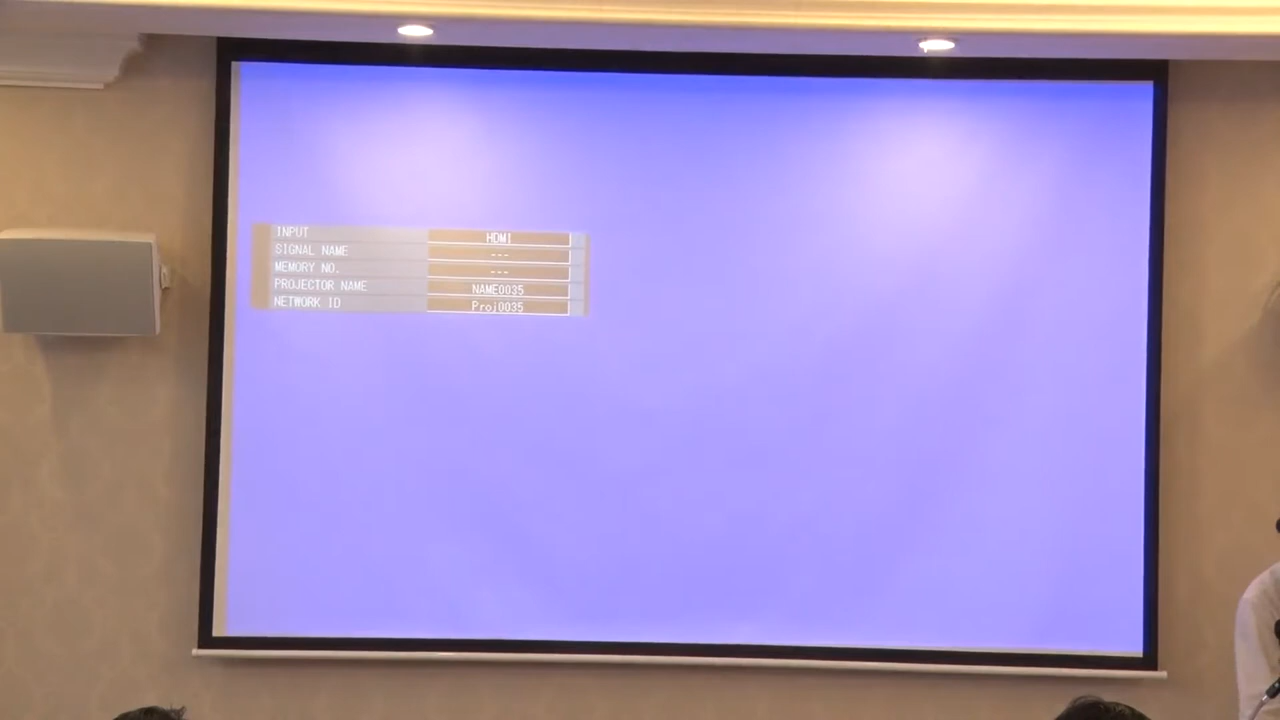 INPUT HDMI
SIGNAL NAME ---
MEMORY NO. ---
PROJECTOR NAME NAME0035
NETWORK ID Proj0035